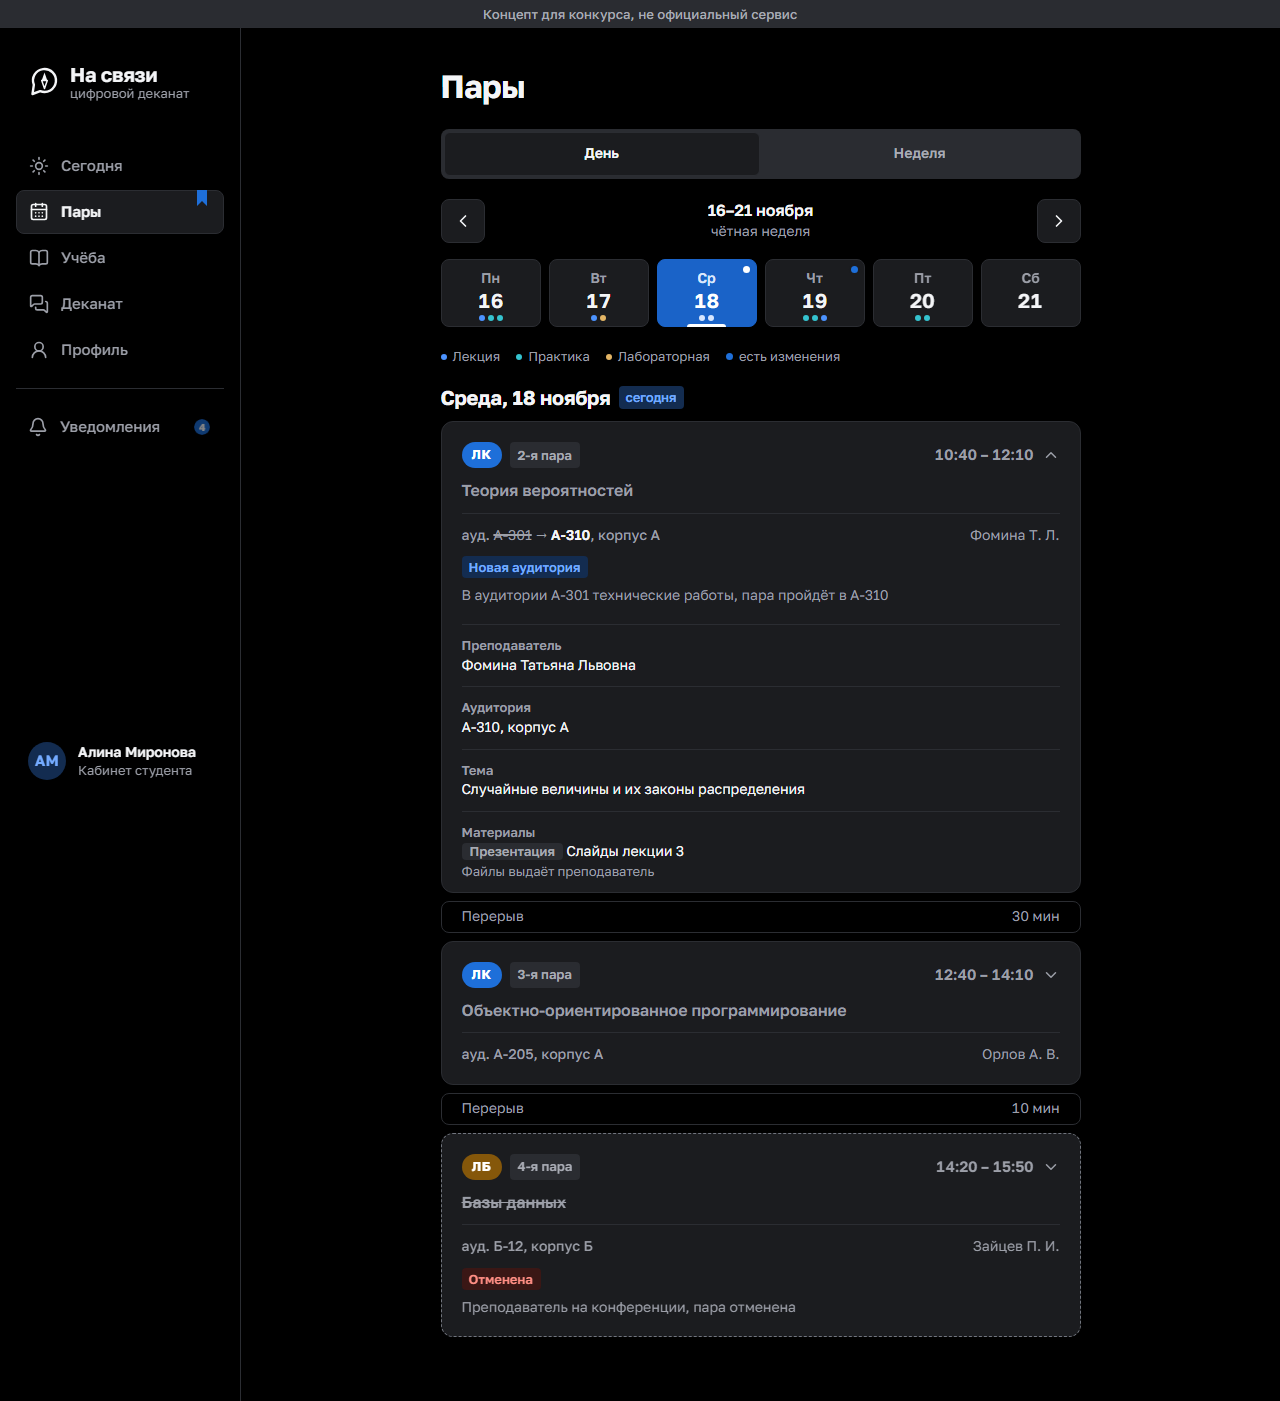 Концепт для конкурса, не официальный сервис
На связи
цифровой деканат
Сегодня
Пары
Учёба
Деканат
Профиль
Уведомления 4
Алина Миронова
АМ
Кабинет студента
Пары
День Неделя
16–21 ноября
чётная неделя
Пн Вт Ср Чт Пт Сб
16 17 18 19 20 21
Лекция Практика Лабораторная есть изменения
Среда, 18 ноября сегодня
ЛК 2-я пара 10:40 – 12:10
Теория вероятностей
ауд. А-301 → А-310, корпус А Фомина Т. Л.
Новая аудитория
В аудитории А-301 технические работы, пара пройдёт в А-310
Преподаватель
Фомина Татьяна Львовна
Аудитория
А-310, корпус А
Тема
Случайные величины и их законы распределения
Материалы
Презентация Слайды лекции 3
Файлы выдаёт преподаватель
Перерыв 30 мин
ЛК 3-я пара 12:40 – 14:10
Объектно-ориентированное программирование
ауд. А-205, корпус А Орлов А. В.
Перерыв 10 мин
ЛБ 4-я пара 14:20 – 15:50
Базы данных
ауд. Б-12, корпус Б Зайцев П. И.
Отменена
Преподаватель на конференции, пара отменена